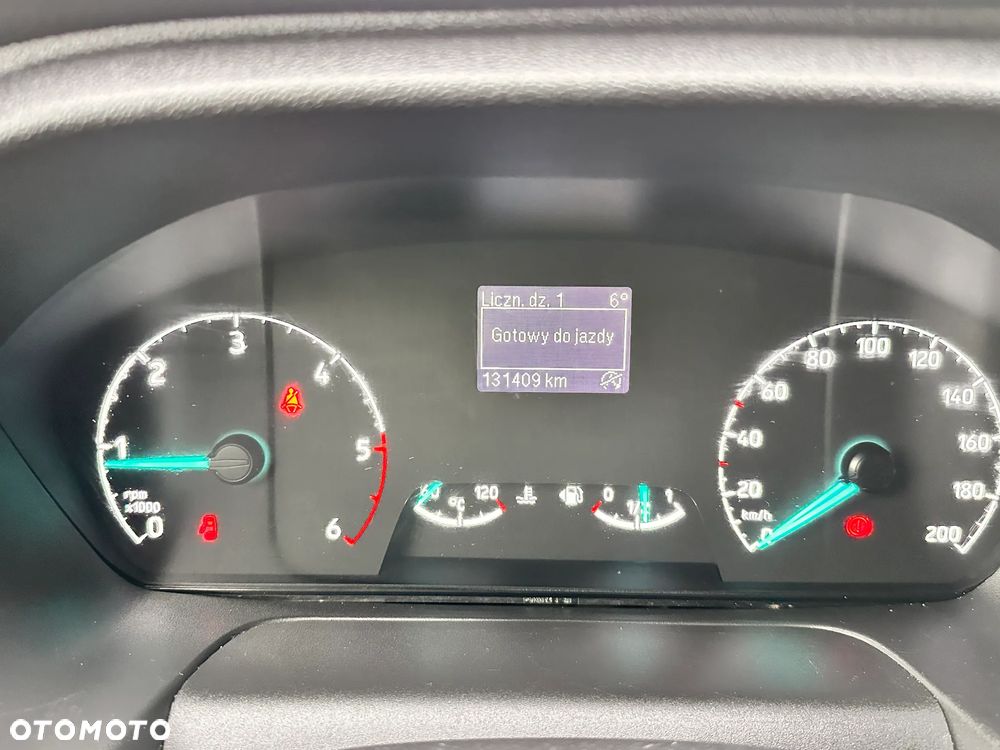 Liczn. dz. 1 6°
Gotowy do jazdy
131409 km
0 1 2 3 4 5 6
rpm
x1000
60 °C 120
0 1/2 1
0 20 40 60 80 100 120 140 160 180 200
km/h
OTOMOTO